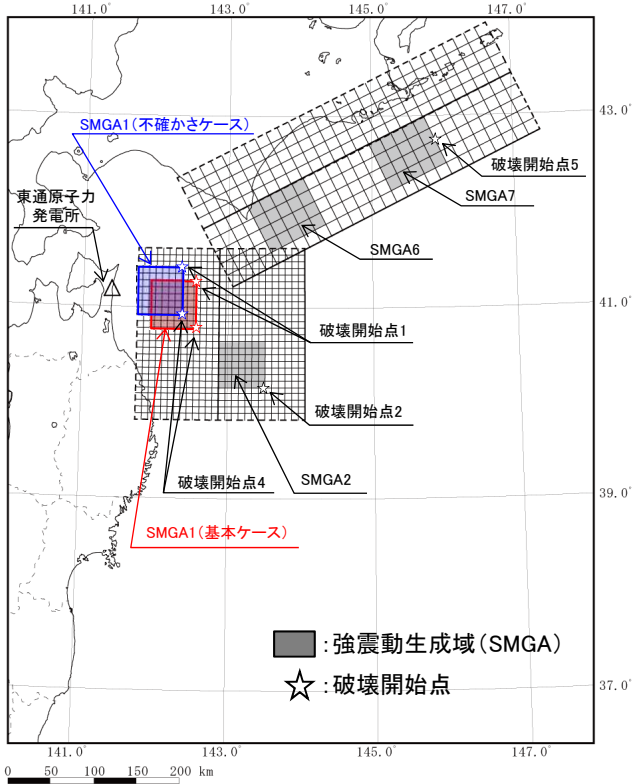 141.0° 143.0° 145.0° 147.0°
43.0°
SMGA1(不確かさケース)
破壊開始点5
東通原子力
発電所
SMGA7
SMGA6
41.0°
破壊開始点1
破壊開始点2
破壊開始点4
SMGA2
39.0°
SMGA1(基本ケース)
:強震動生成域(SMGA)
:破壊開始点
37.0°
141.0° 143.0° 145.0° 147.0°
0 50 100 150 200 km